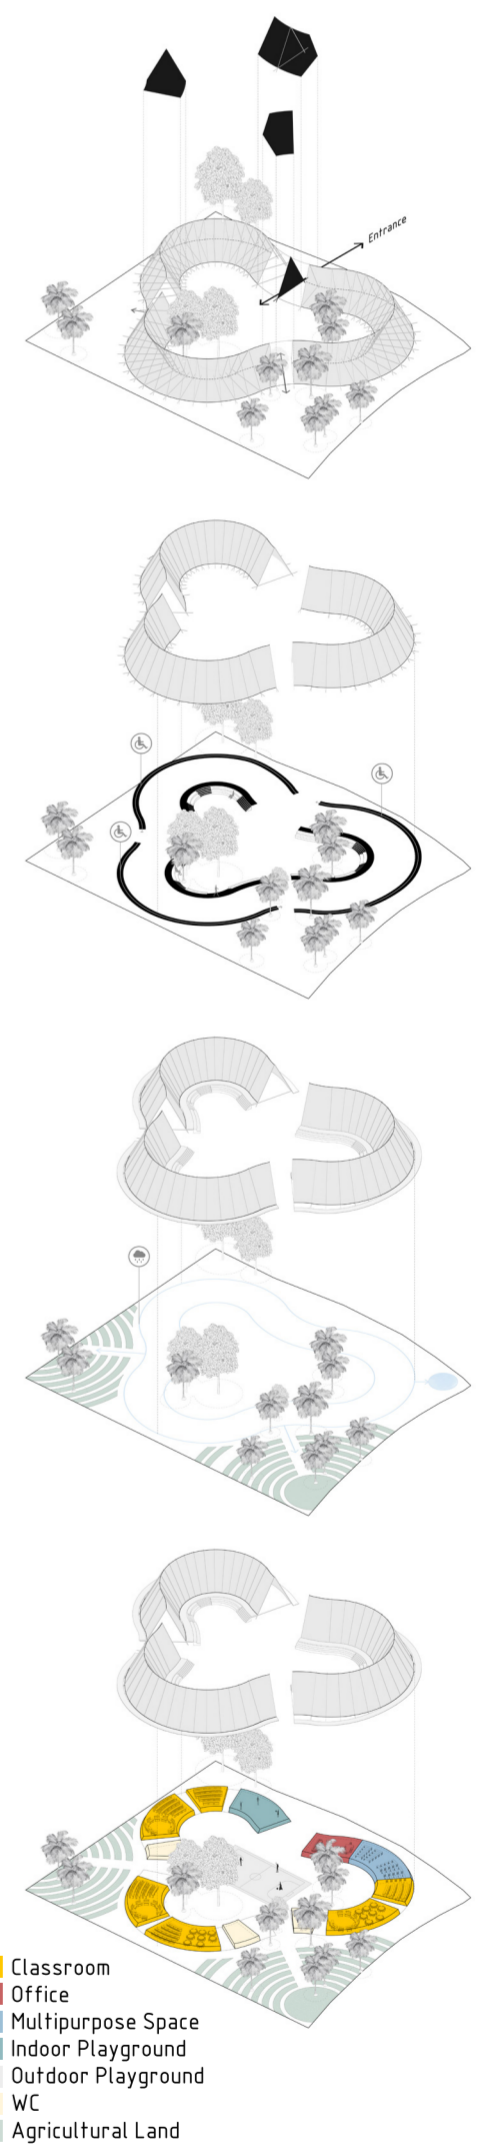 Entrance
Classroom
Office
Multipurpose Space
Indoor Playground
Outdoor Playground
WC
Agricultural Land